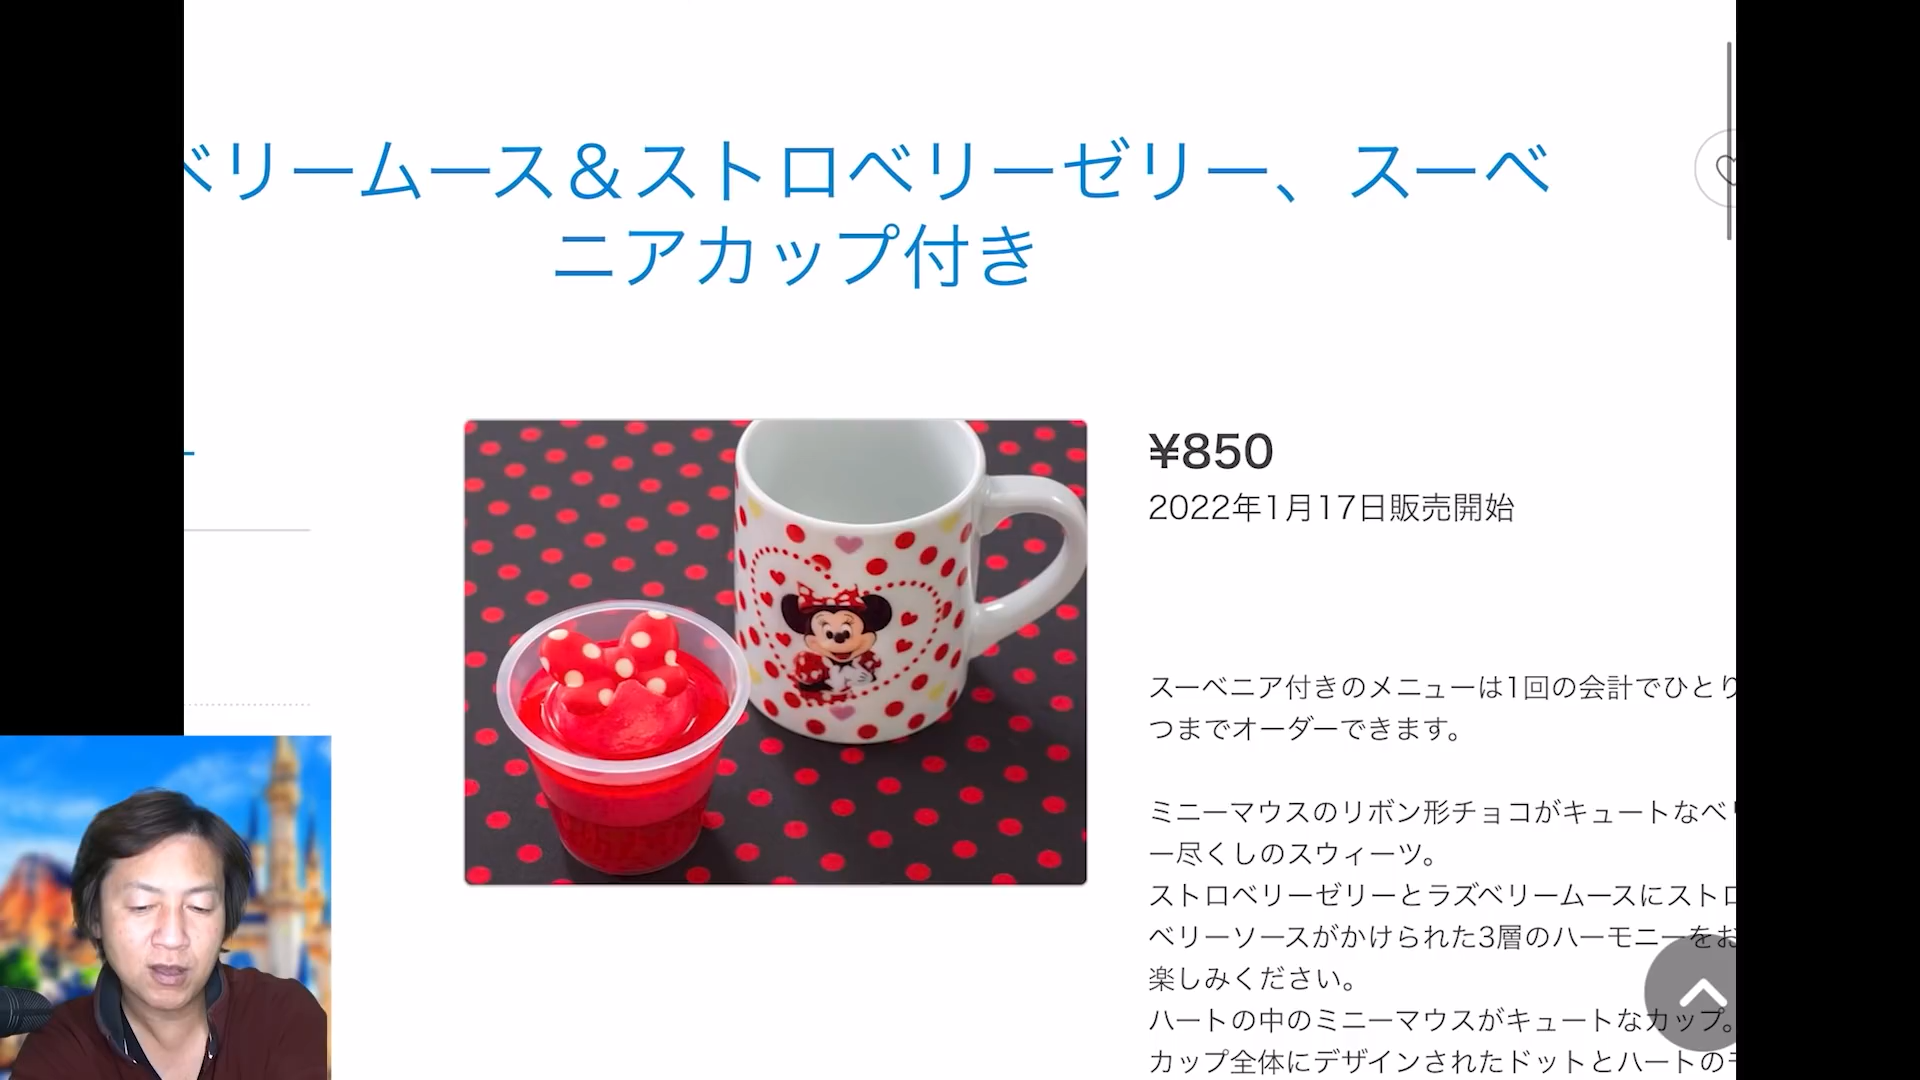 ベリームース＆ストロベリーゼリー、スーベ
ニアカップ付き
¥850
2022年1月17日販売開始
スーベニア付きのメニューは1回の会計でひとり
つまでオーダーできます。
ミニーマウスのリボン形チョコがキュートなベリ
ー尽くしのスウィーツ。
ストロベリーゼリーとラズベリームースにストロ
ベリーソースがかけられた3層のハーモニーをお
楽しみください。
ハートの中のミニーマウスがキュートなカップ。
カップ全体にデザインされたドットとハートの